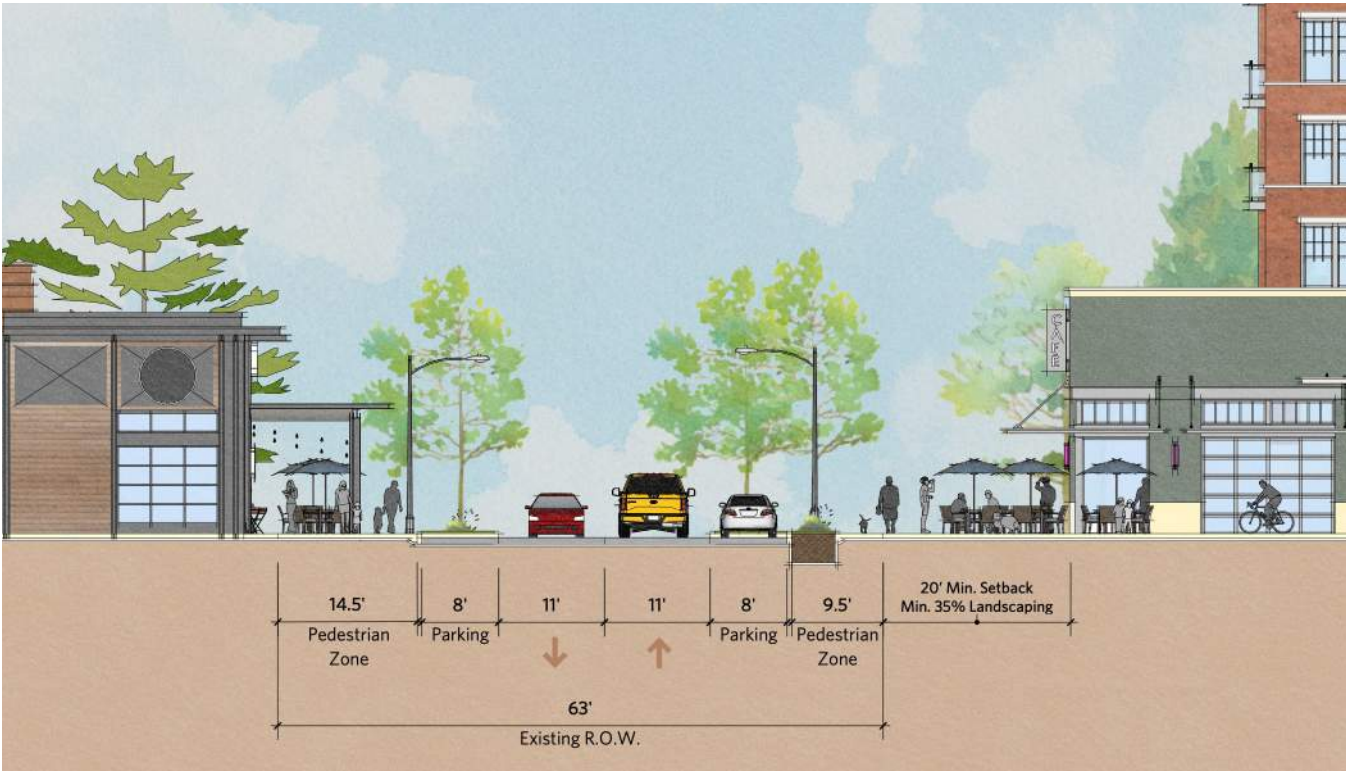 CAFE
14.5'
Pedestrian
Zone
8'
Parking
11'
11'
8'
Parking
9.5'
Pedestrian
Zone
20' Min. Setback
Min. 35% Landscaping
63'
Existing R.O.W.